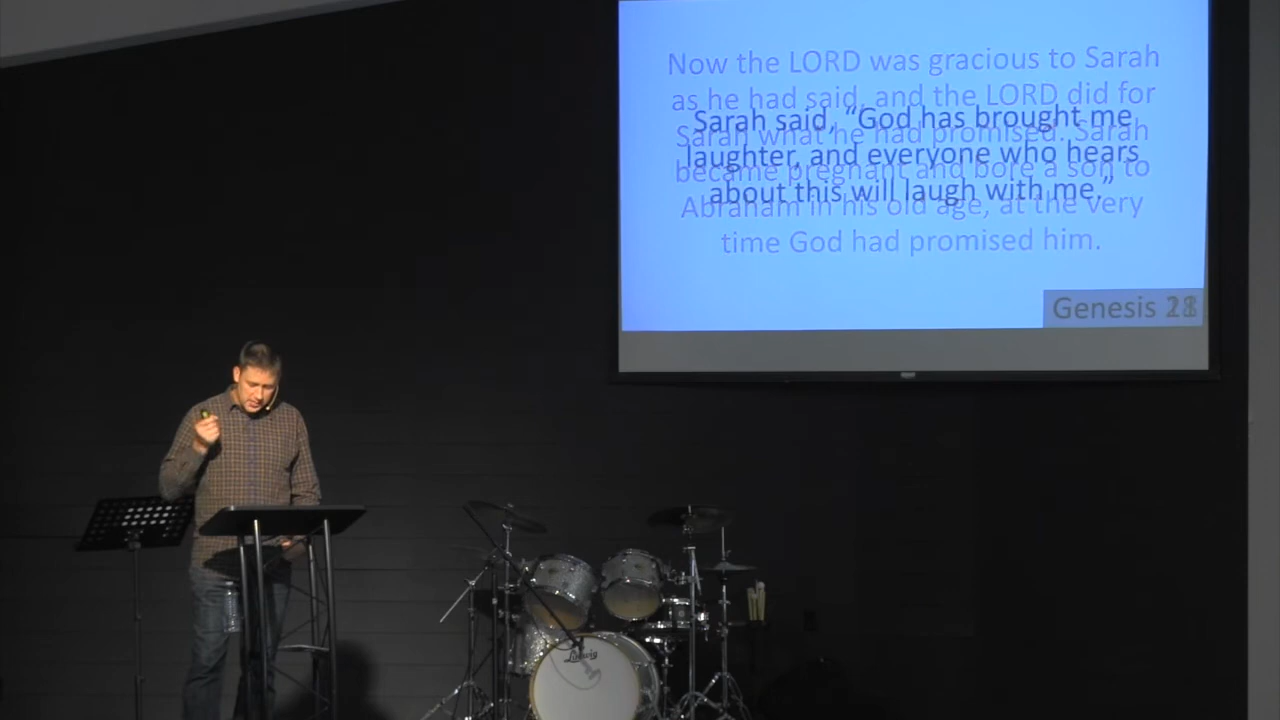 Now the LORD was gracious to Sarah
as he had said, and the LORD did for
Sarah what he had promised. Sarah
became pregnant and bore a son to
Abraham in his old age, at the very
time God had promised him.
Sarah said, “God has brought me
laughter, and everyone who hears
about this will laugh with me.”
Genesis
Ludwig